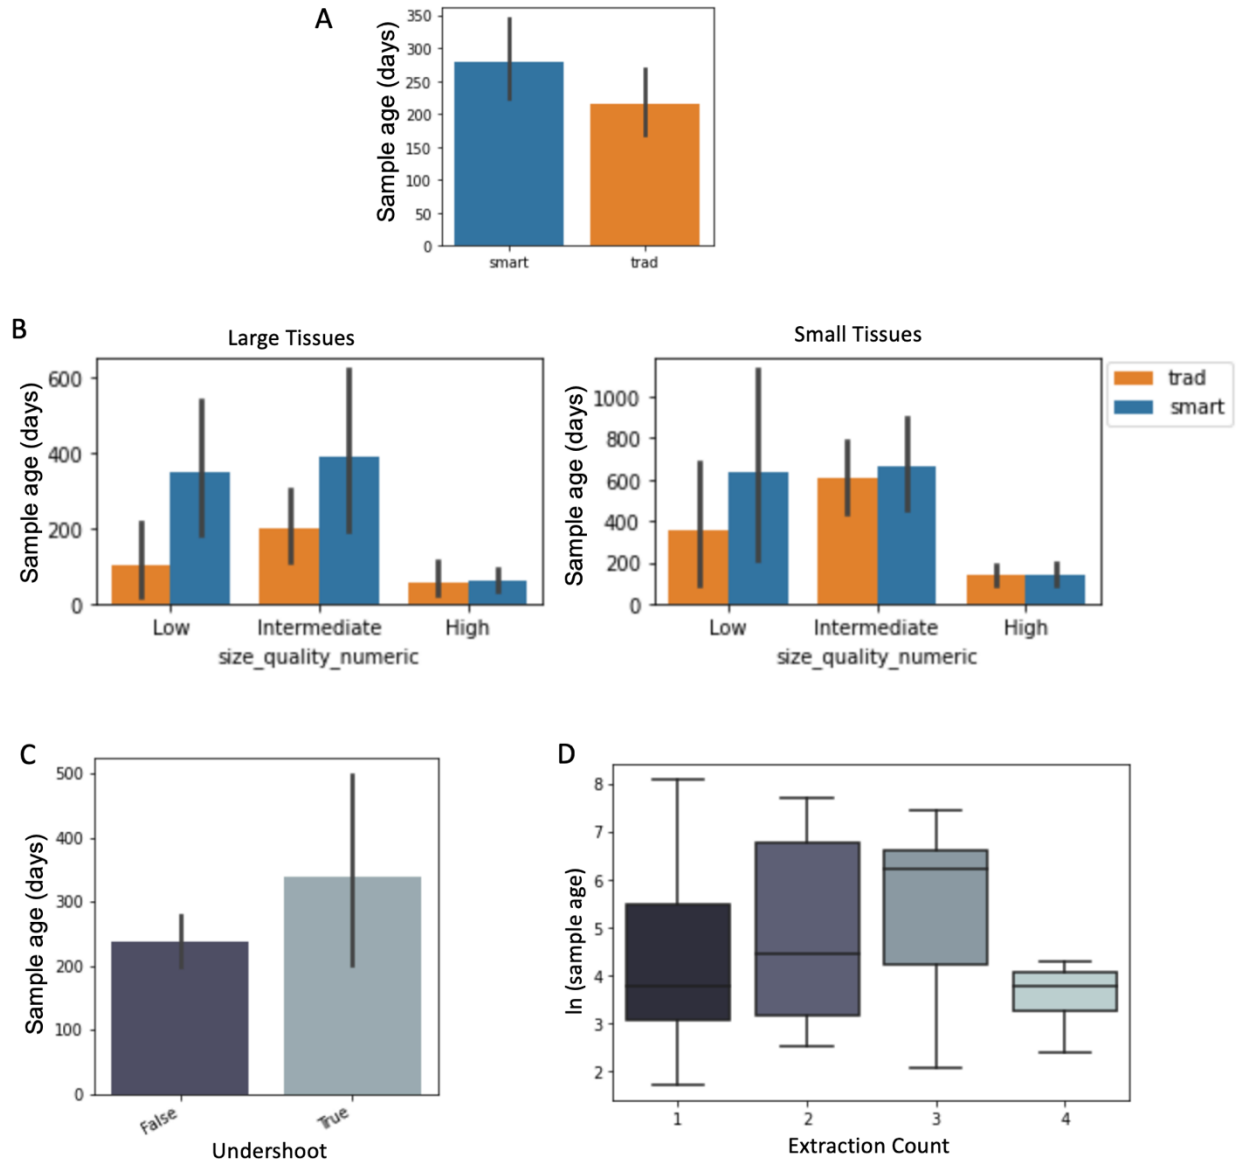 A
Sample age (days)
350
300
250
200
150
100
50
0
smart
trad
B
Large Tissues
Sample age (days)
600
400
200
0
Low
Intermediate
High
size_quality_numeric
Small Tissues
Sample age (days)
1000
800
600
400
200
0
Low
Intermediate
High
size_quality_numeric
trad
smart
C
Sample age (days)
500
400
300
200
100
0
False
True
Undershoot
D
ln (sample age)
8
7
6
5
4
3
2
1
2
3
4
Extraction Count